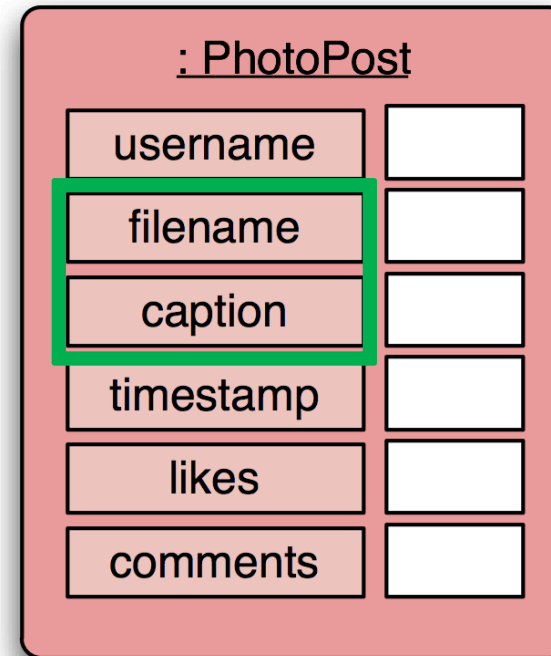 : PhotoPost
username
filename
caption
timestamp
likes
comments